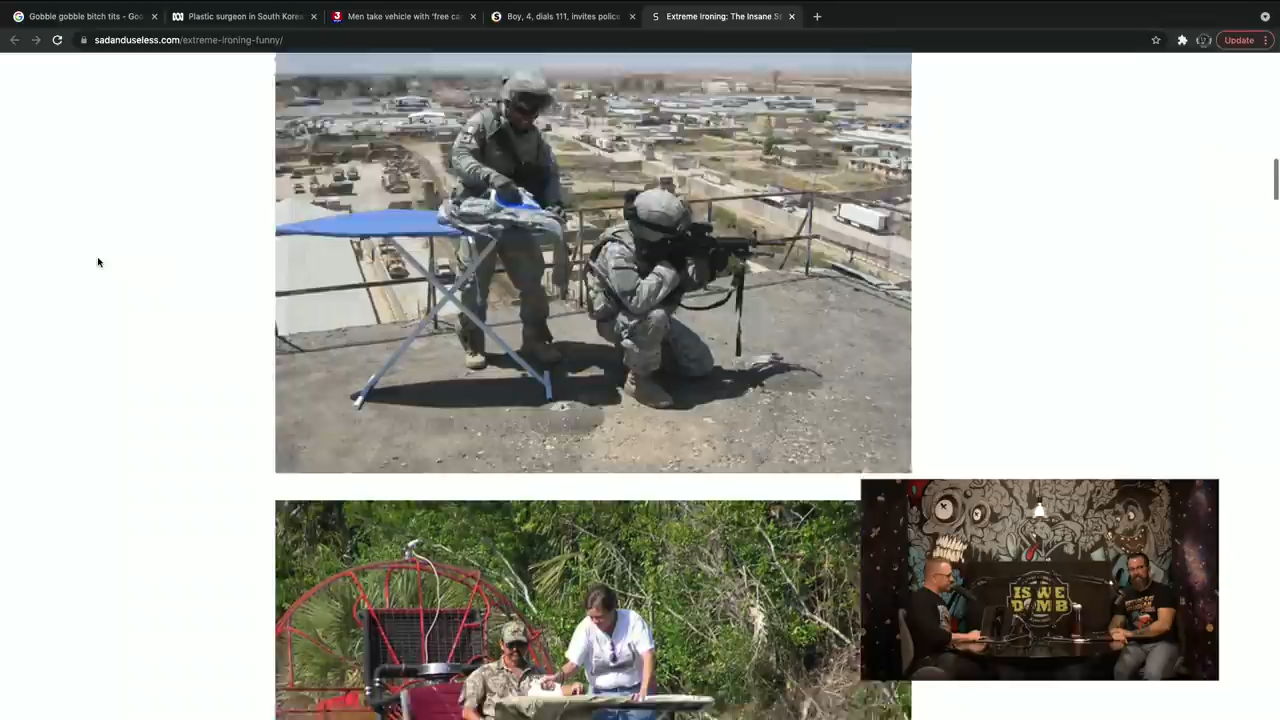 Gobble gobble bitch tits - Goo
Plastic surgeon in South Korea
Men take vehicle with 'free ca
Boy, 4, dials 111, invites police
Extreme Ironing: The Insane S
sadanduseless.com/extreme-ironing-funny/
Update
IS WE
DUMB